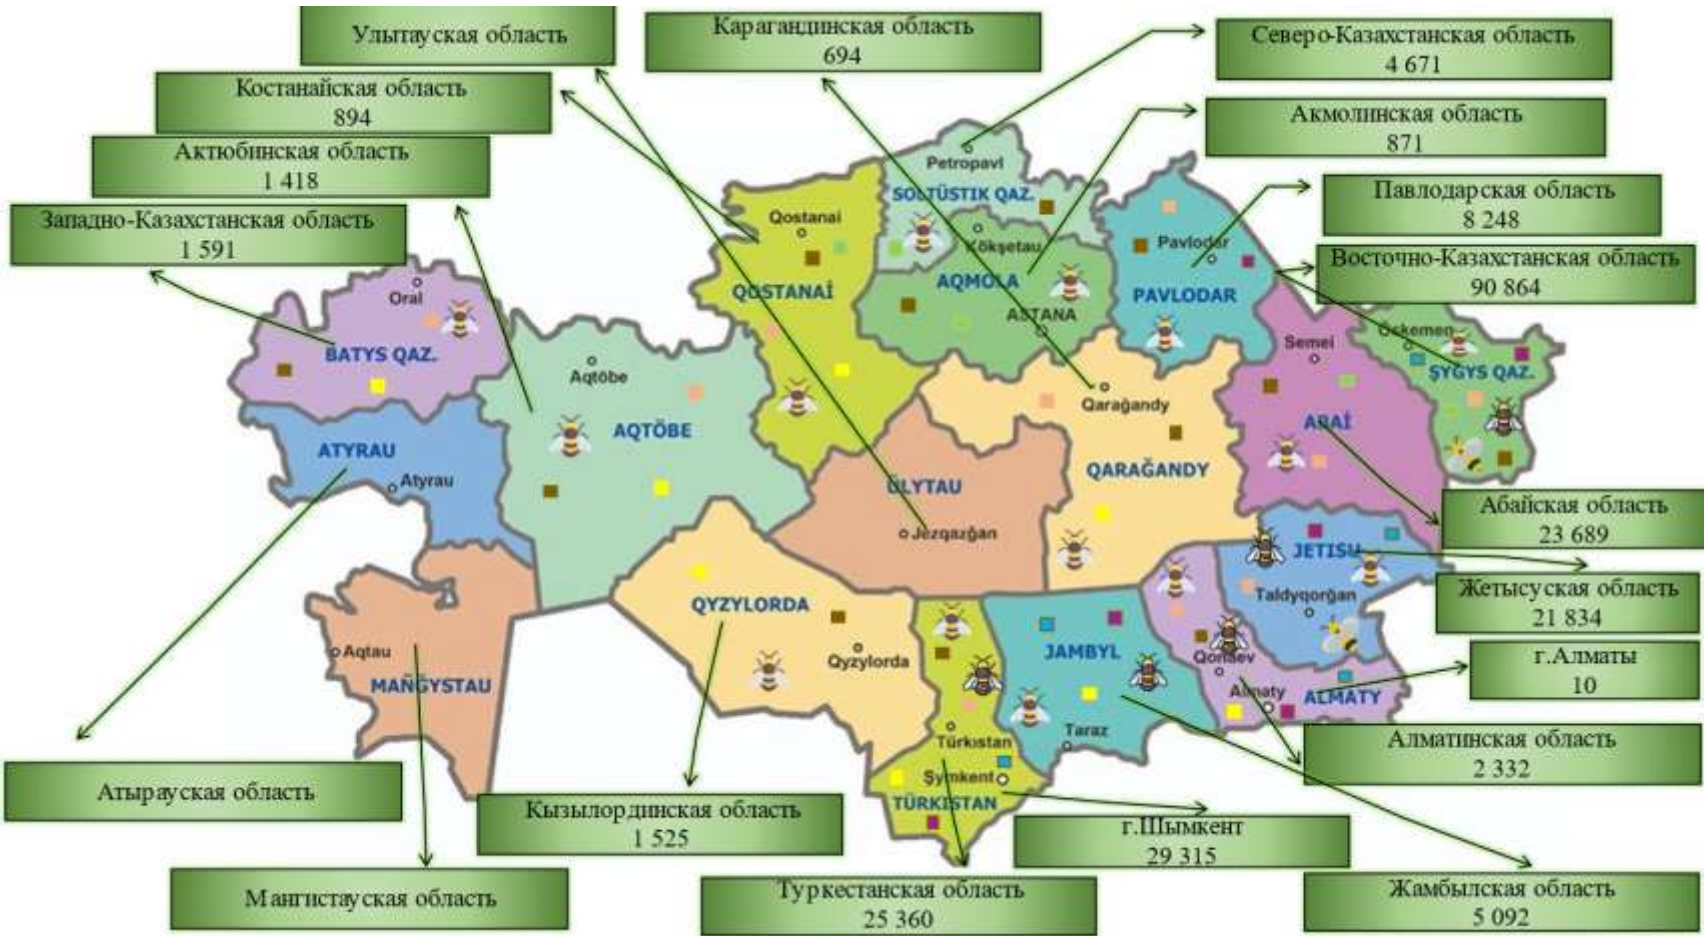 Улытауская область
Карагандинская область
694
Северо-Казахстанская область
4 671
Костанайская область
894
Акмолинская область
871
Актюбинская область
1 418
Павлодарская область
8 248
Западно-Казахстанская область
1 591
Восточно-Казахстанская область
90 864
Petropavl
SOLTÜSTIK QAZ.
Qostanai
Kökşetau
Pavlodar
QOSTANAİ
AQMOLA
PAVLODAR
ASTANA
Oral
BATYS QAZ.
Semei
Öskemen
ŞYĞYS QAZ.
Aqtöbe
AQTÖBE
Qarağandy
QARAĞANDY
ABAİ
ATYRAU
Atyrau
ULYTAU
Jezqazğan
Абайская область
23 689
JETISU
Taldyqorğan
Жетысуская область
21 834
QYZYLORDA
Qyzylorda
JAMBYL
Qonaev
Aqtau
MAÑĞYSTAU
Almaty
ALMATY
г.Алматы
10
Türkıstan
Taraz
Алматинская область
2 332
Şymkent
TÜRKISTAN
Атырауская область
Кызылординская область
1 525
г.Шымкент
29 315
Мангистауская область
Туркестанская область
25 360
Жамбылская область
5 092